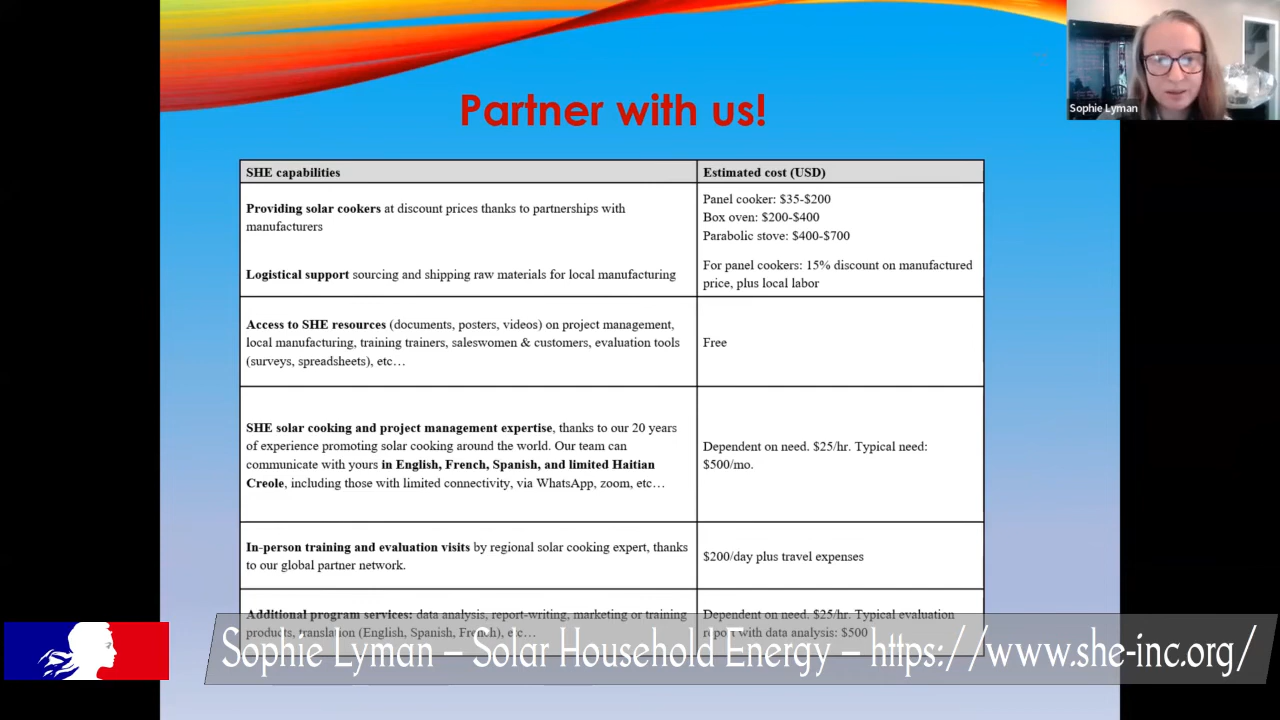 Sophie Lyman
Partner with us!
SHE capabilities
Estimated cost (USD)
Providing solar cookers at discount prices thanks to partnerships with
manufacturers
Panel cooker: $35-$200
Box oven: $200-$400
Parabolic stove: $400-$700
Logistical support sourcing and shipping raw materials for local manufacturing
For panel cookers: 15% discount on manufactured
price, plus local labor
Access to SHE resources (documents, posters, videos) on project management,
local manufacturing, training trainers, saleswomen & customers, evaluation tools
(surveys, spreadsheets), etc…
Free
SHE solar cooking and project management expertise, thanks to our 20 years
of experience promoting solar cooking around the world. Our team can
communicate with yours in English, French, Spanish, and limited Haitian
Creole, including those with limited connectivity, via WhatsApp, zoom, etc…
Dependent on need. $25/hr. Typical need:
$500/mo.
In-person training and evaluation visits by regional solar cooking expert, thanks
to our global partner network.
$200/day plus travel expenses
Additional program services: data analysis, report-writing, marketing or training
products, translation (English, Spanish, French), etc…
Dependent on need. $25/hr. Typical evaluation
report with data analysis: $500
Sophie Lyman – Solar Household Energy – https://www.she-inc.org/